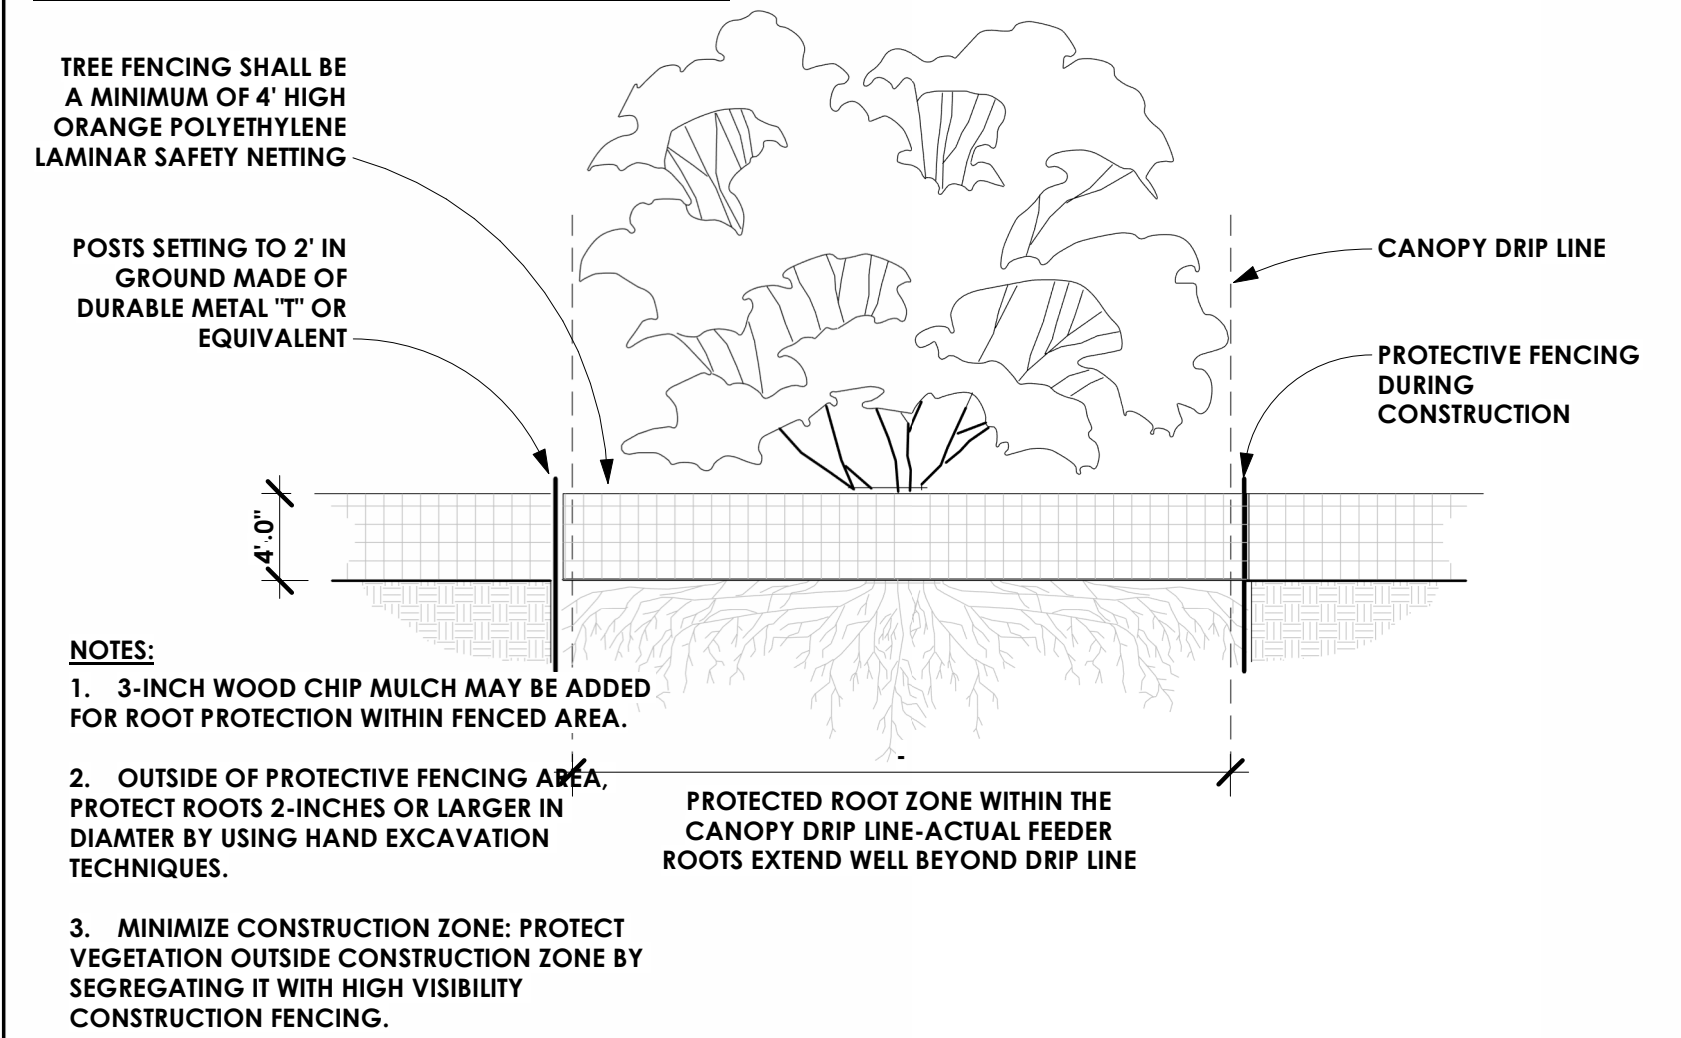 TREE FENCING SHALL BE
A MINIMUM OF 4' HIGH
ORANGE POLYETHYLENE
LAMINAR SAFETY NETTING
POSTS SETTING TO 2' IN
GROUND MADE OF
DURABLE METAL "T" OR
EQUIVALENT
CANOPY DRIP LINE
PROTECTIVE FENCING
DURING
CONSTRUCTION
4'.0"
NOTES:
1. 3-INCH WOOD CHIP MULCH MAY BE ADDED
FOR ROOT PROTECTION WITHIN FENCED AREA.
2. OUTSIDE OF PROTECTIVE FENCING AREA,
PROTECT ROOTS 2-INCHES OR LARGER IN
DIAMTER BY USING HAND EXCAVATION
TECHNIQUES.
3. MINIMIZE CONSTRUCTION ZONE: PROTECT
VEGETATION OUTSIDE CONSTRUCTION ZONE BY
SEGREGATING IT WITH HIGH VISIBILITY
CONSTRUCTION FENCING.
-
PROTECTED ROOT ZONE WITHIN THE
CANOPY DRIP LINE-ACTUAL FEEDER
ROOTS EXTEND WELL BEYOND DRIP LINE